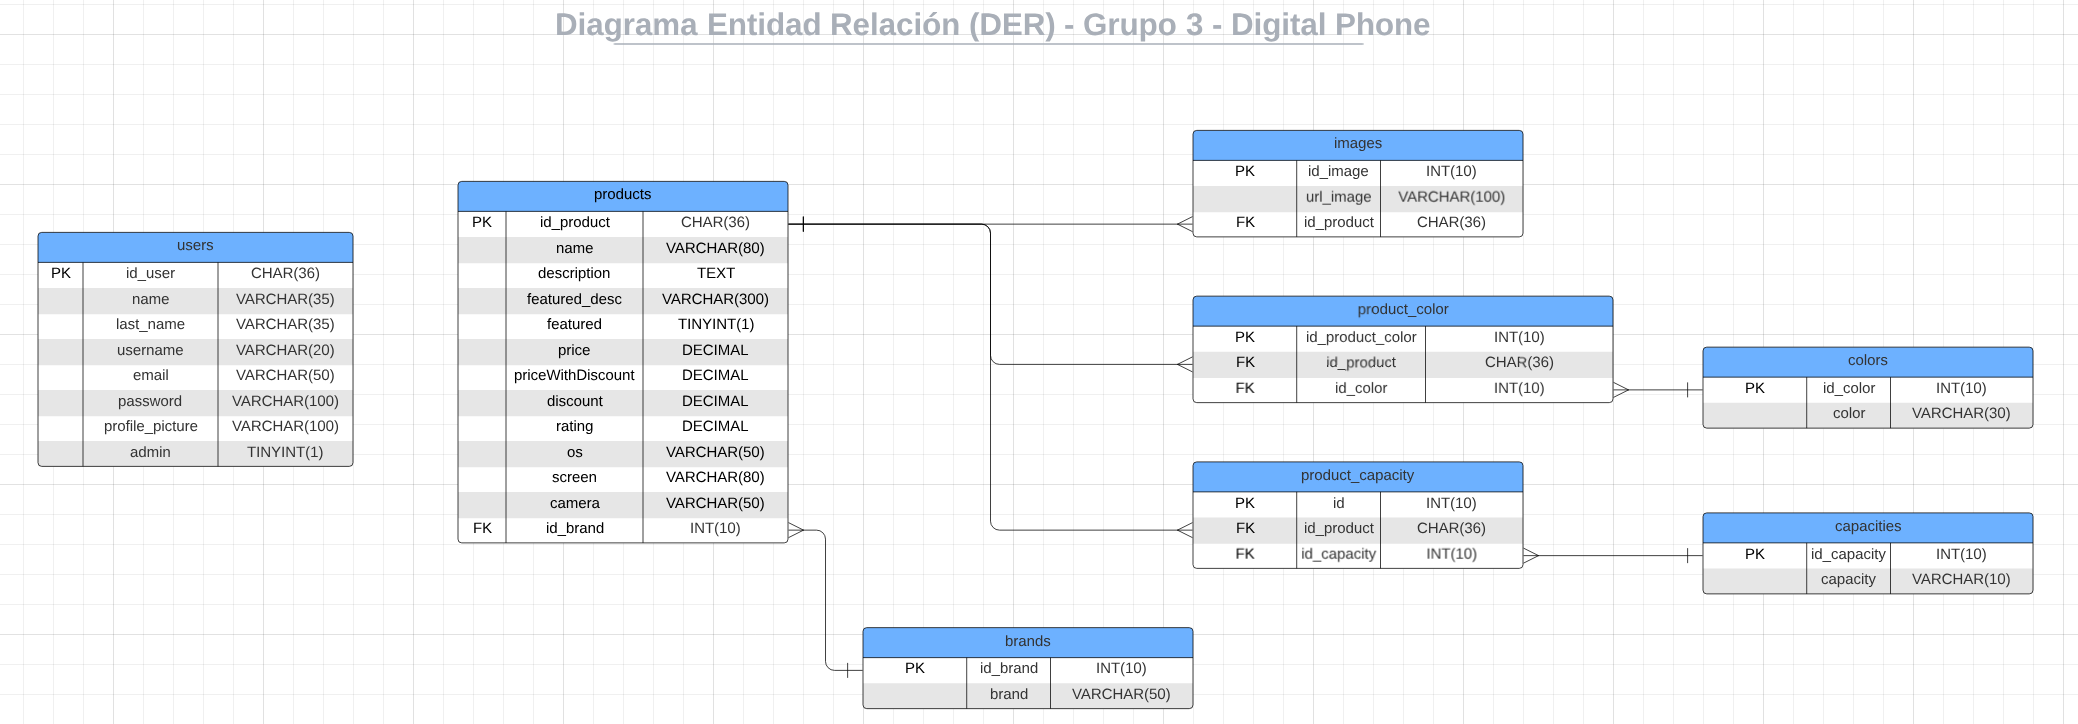 Diagrama Entidad Relación (DER) - Grupo 3 - Digital Phone
users
PK id_user CHAR(36)
name VARCHAR(35)
last_name VARCHAR(35)
username VARCHAR(20)
email VARCHAR(50)
password VARCHAR(100)
profile_picture VARCHAR(100)
admin TINYINT(1)
products
PK id_product CHAR(36)
name VARCHAR(80)
description TEXT
featured_desc VARCHAR(300)
featured TINYINT(1)
price DECIMAL
priceWithDiscount DECIMAL
discount DECIMAL
rating DECIMAL
os VARCHAR(50)
screen VARCHAR(80)
camera VARCHAR(50)
FK id_brand INT(10)
images
PK id_image INT(10)
url_image VARCHAR(100)
FK id_product CHAR(36)
product_color
PK id_product_color INT(10)
FK id_product CHAR(36)
FK id_color INT(10)
colors
PK id_color INT(10)
color VARCHAR(30)
product_capacity
PK id INT(10)
FK id_product CHAR(36)
FK id_capacity INT(10)
capacities
PK id_capacity INT(10)
capacity VARCHAR(10)
brands
PK id_brand INT(10)
brand VARCHAR(50)